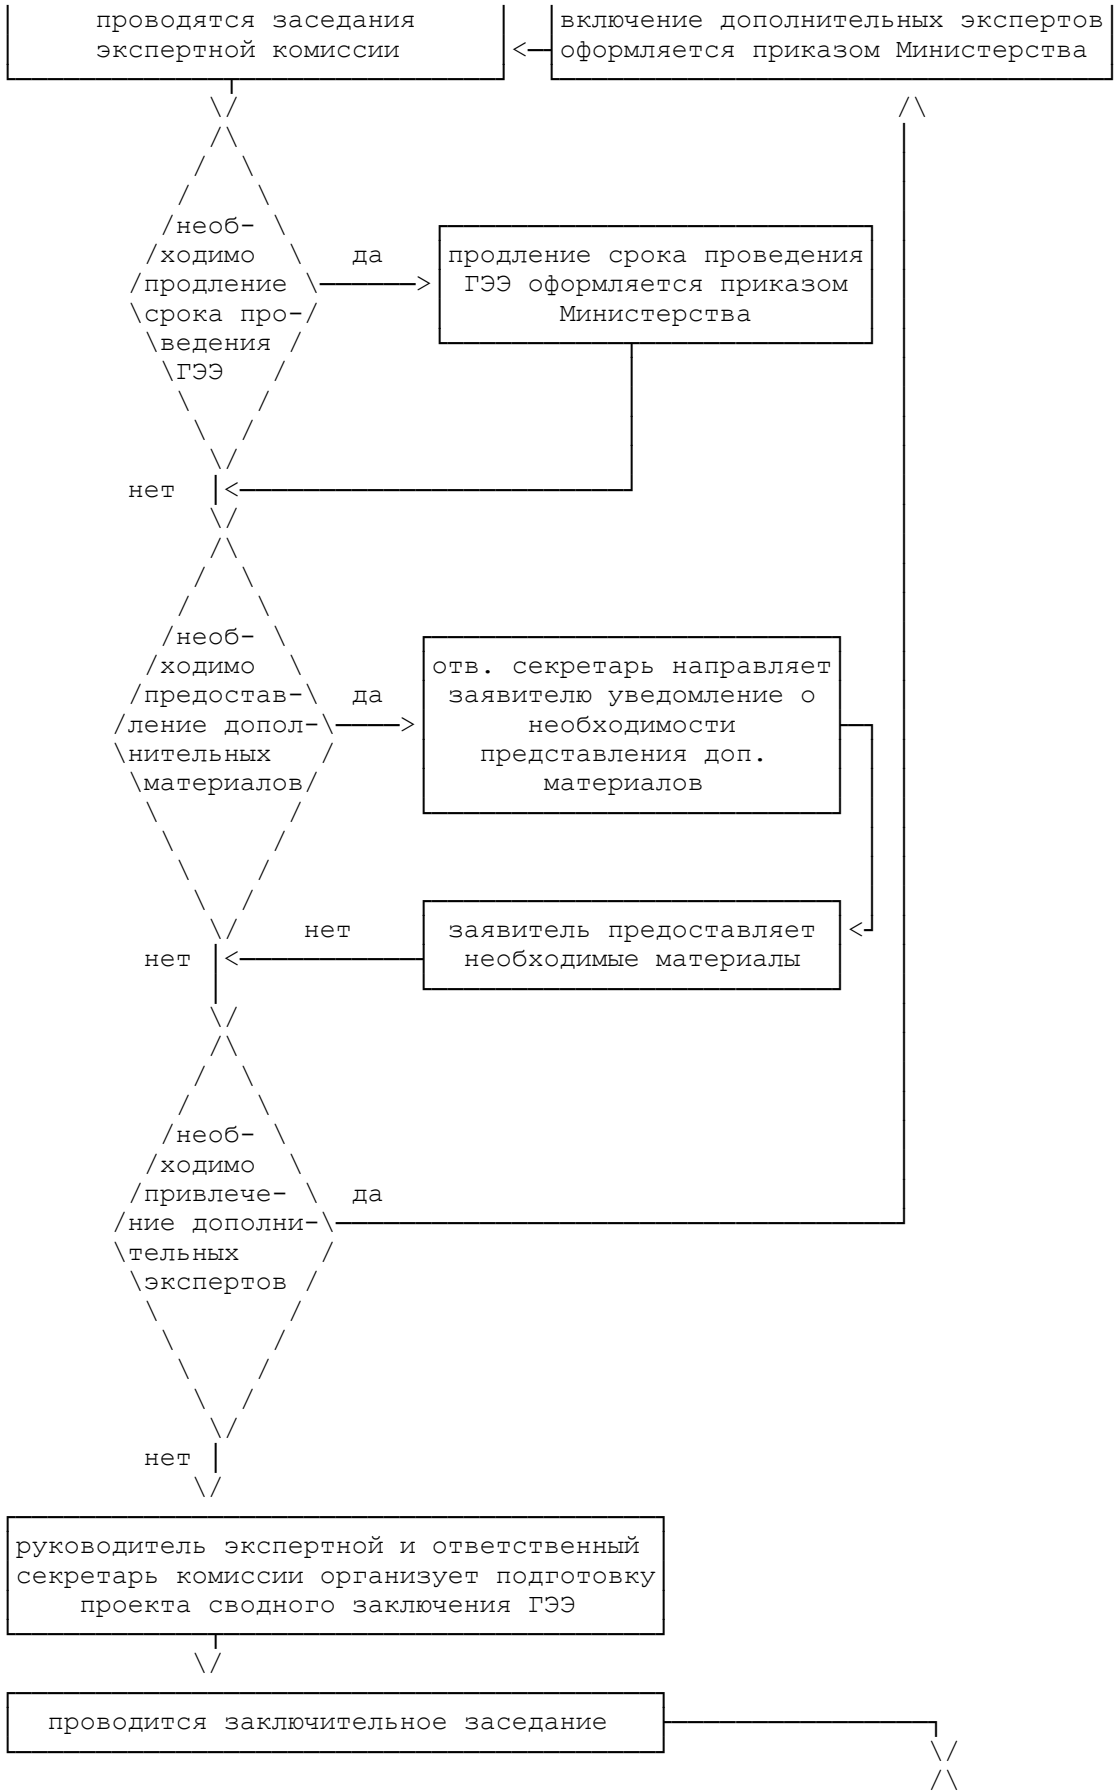 проводятся заседания
экспертной комиссии
включение дополнительных экспертов
оформляется приказом Министерства
необ-
ходимо
продление
срока про-
ведения
ГЭЭ
да
продление срока проведения
ГЭЭ оформляется приказом
Министерства
нет
необ-
ходимо
предостав-
ление допол-
нительных
материалов
да
отв. секретарь направляет
заявителю уведомление о
необходимости
представления доп.
материалов
нет
заявитель предоставляет
необходимые материалы
нет
необ-
ходимо
привлече-
ние дополни-
тельных
экспертов
да
нет
руководитель экспертной и ответственный
секретарь комиссии организует подготовку
проекта сводного заключения ГЭЭ
проводится заключительное заседание